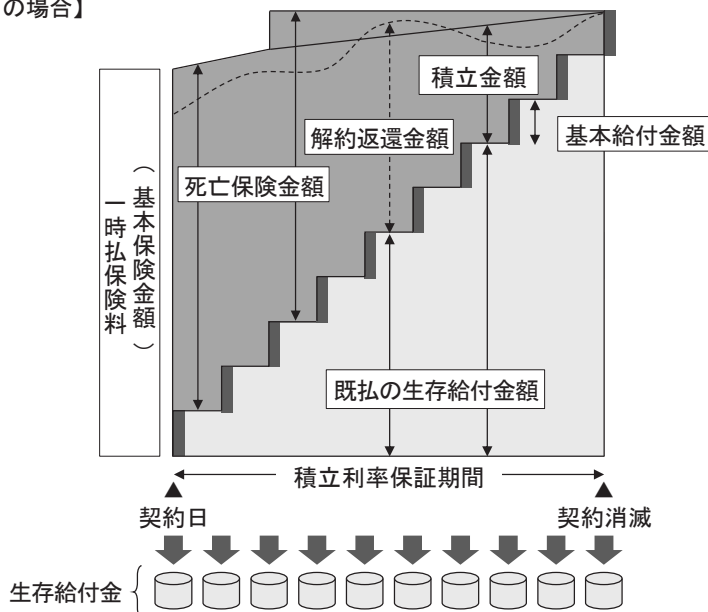 の場合】
積立金額
基本給付金額
解約返還金額
死亡保険金額
一時払保険料
（基本保険金額）
既払の生存給付金額
積立利率保証期間
契約日
契約消滅
生存給付金